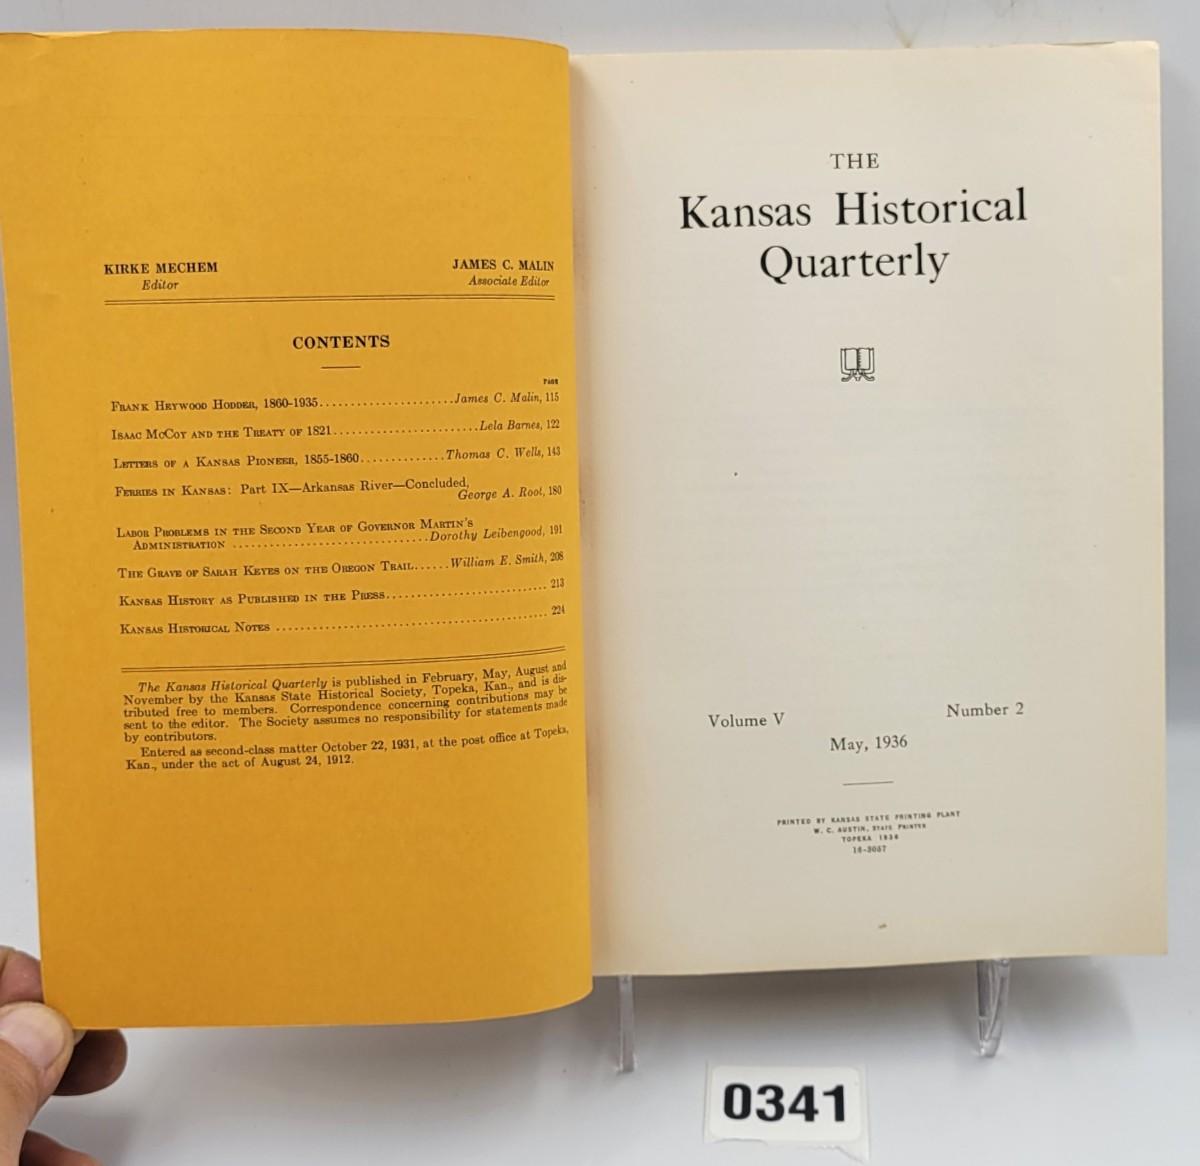 KIRKE MECHEM
Editor
JAMES C. MALIN
Associate Editor
CONTENTS
PAGE
FRANK HEYWOOD HODDER, 1860-1935......................James C. Malin, 115
ISAAC MCCOY AND THE TREATY OF 1821........................Lela Barnes, 122
LETTERS OF A KANSAS PIONEER, 1855-1860..............Thomas C. Wells, 143
FERRIES IN KANSAS: Part IX—Arkansas River—Concluded,
George A. Root, 180
LABOR PROBLEMS IN THE SECOND YEAR OF GOVERNOR MARTIN'S
ADMINISTRATION ................................Dorothy Leibengood, 191
THE GRAVE OF SARAH KEYES ON THE OREGON TRAIL......William E. Smith, 208
KANSAS HISTORY AS PUBLISHED IN THE PRESS........................... 213
KANSAS HISTORICAL NOTES ............................................. 224
The Kansas Historical Quarterly is published in February, May, August and
November by the Kansas State Historical Society, Topeka, Kan., and is dis-
tributed free to members. Correspondence concerning contributions may be
sent to the editor. The Society assumes no responsibility for statements made
by contributors.
Entered as second-class matter October 22, 1931, at the post office at Topeka,
Kan., under the act of August 24, 1912.
THE
Kansas Historical
Quarterly
Volume V
Number 2
May, 1936
PRINTED BY KANSAS STATE PRINTING PLANT
W. C. AUSTIN, STATE PRINTER
TOPEKA 1936
16-3057
0341